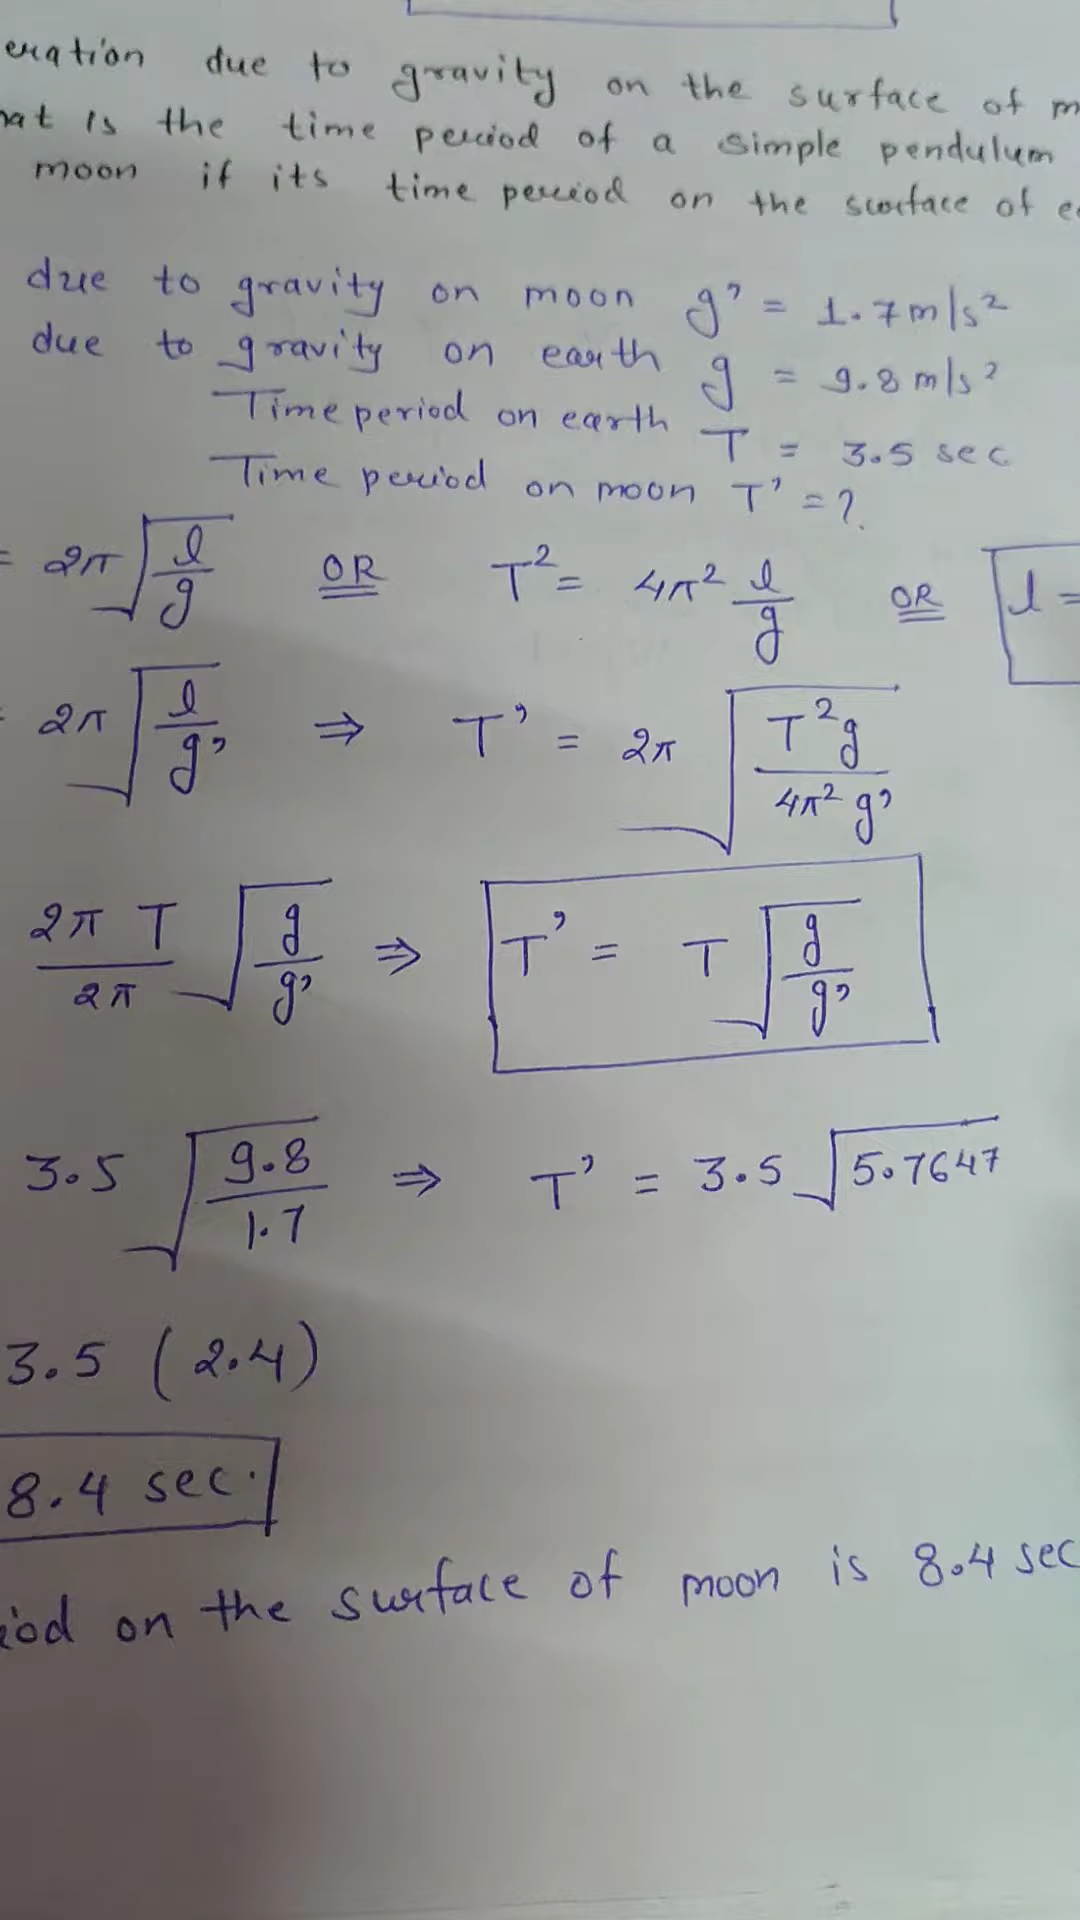 eration due to gravity on the surface of m
hat is the time period of a simple pendulum
moon if its time period on the surface of ea
due to gravity on moon g' = 1.7 m/s²
due to gravity on earth g = 9.8 m/s²
Time period on earth T = 3.5 sec
Time period on moon T' = ?
= 2π √(l/g) OR T² = 4π² l/g OR l =
= 2π √(l/g') ⇒ T' = 2π √(T²g/4π²g')
2π T/2π √(g/g') ⇒ T' = T √(g/g')
3.5 √(9.8/1.7) ⇒ T' = 3.5 √5.7647
3.5 (2.4)
8.4 sec.
iod on the surface of moon is 8.4 sec